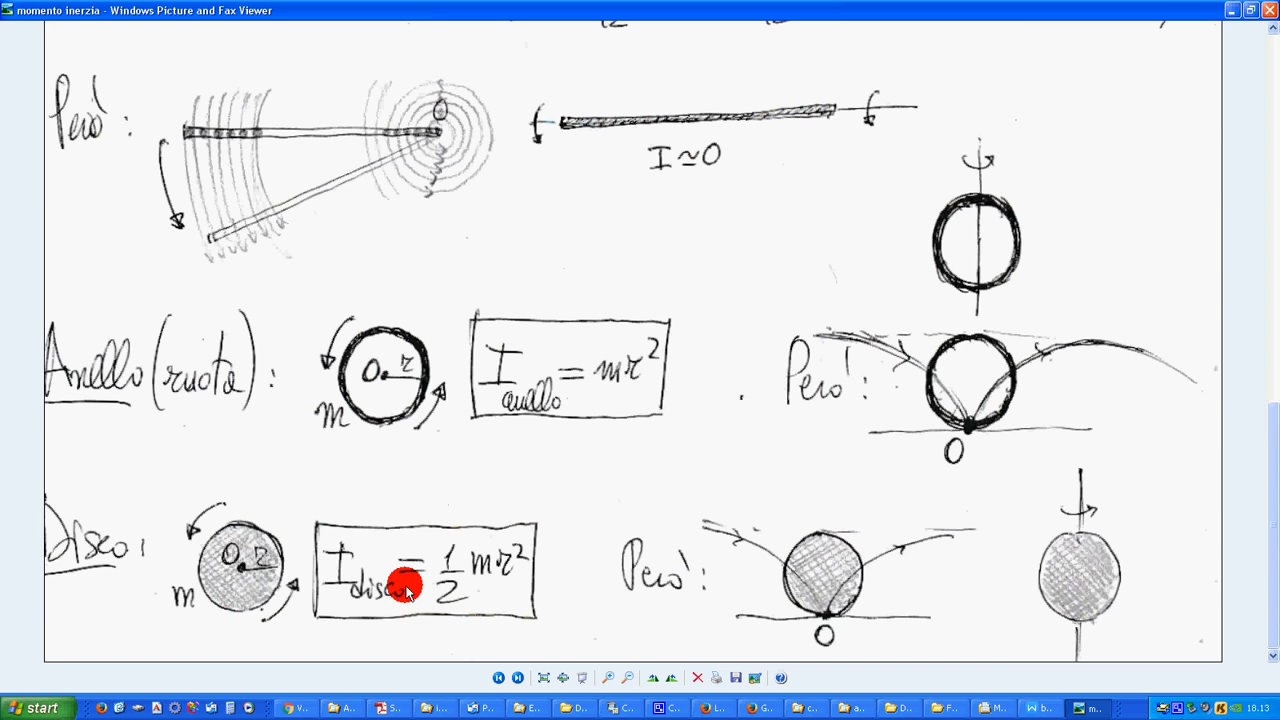 momento inerzia - Windows Picture and Fax Viewer
Però:
O
I ≃ 0
Anello (ruota):
O r
m
I anello = mr²
Però:
O
Disco:
O r
m
I disco = 1/2 mr²
Però:
O
start
V...
A...
S...
i...
P...
e...
A...
D...
C...
C...
L...
G...
c...
a...
D...
F...
M...
b...
m...
18.13